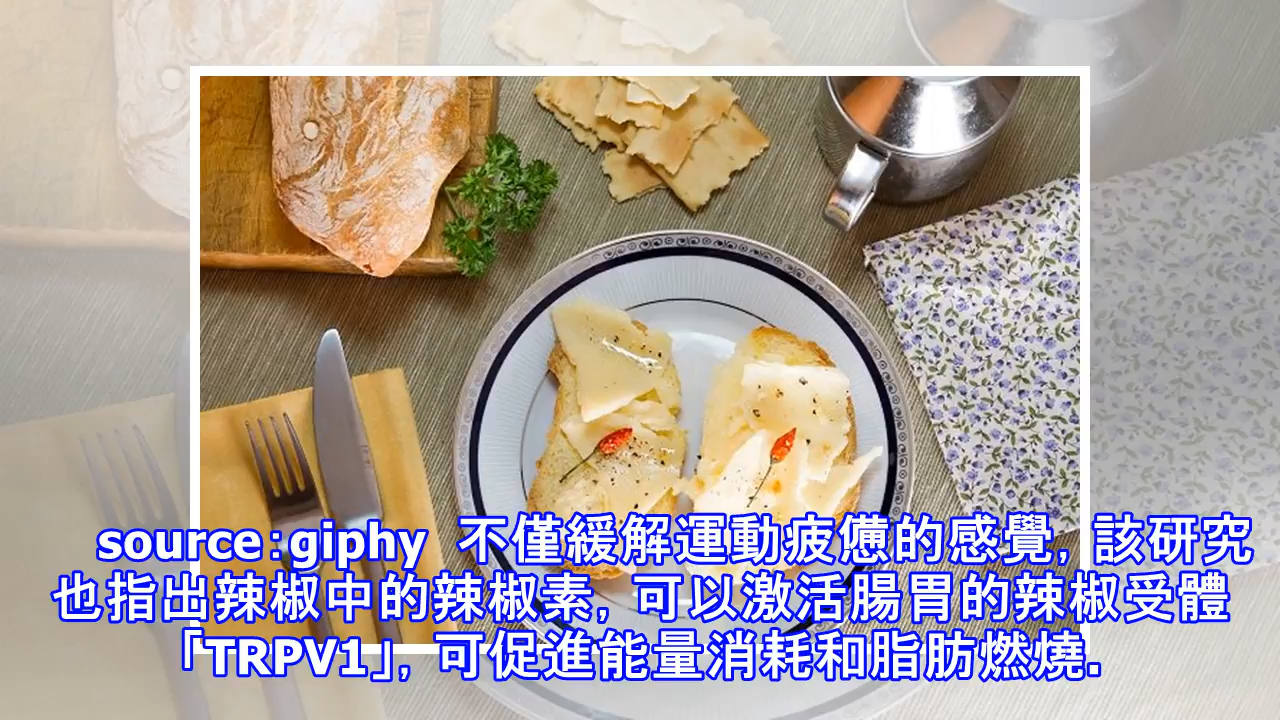 source:giphy 不僅緩解運動疲憊的感覺, 該研究
也指出辣椒中的辣椒素, 可以激活腸胃的辣椒受體
「TRPV1」, 可促進能量消耗和脂肪燃燒.